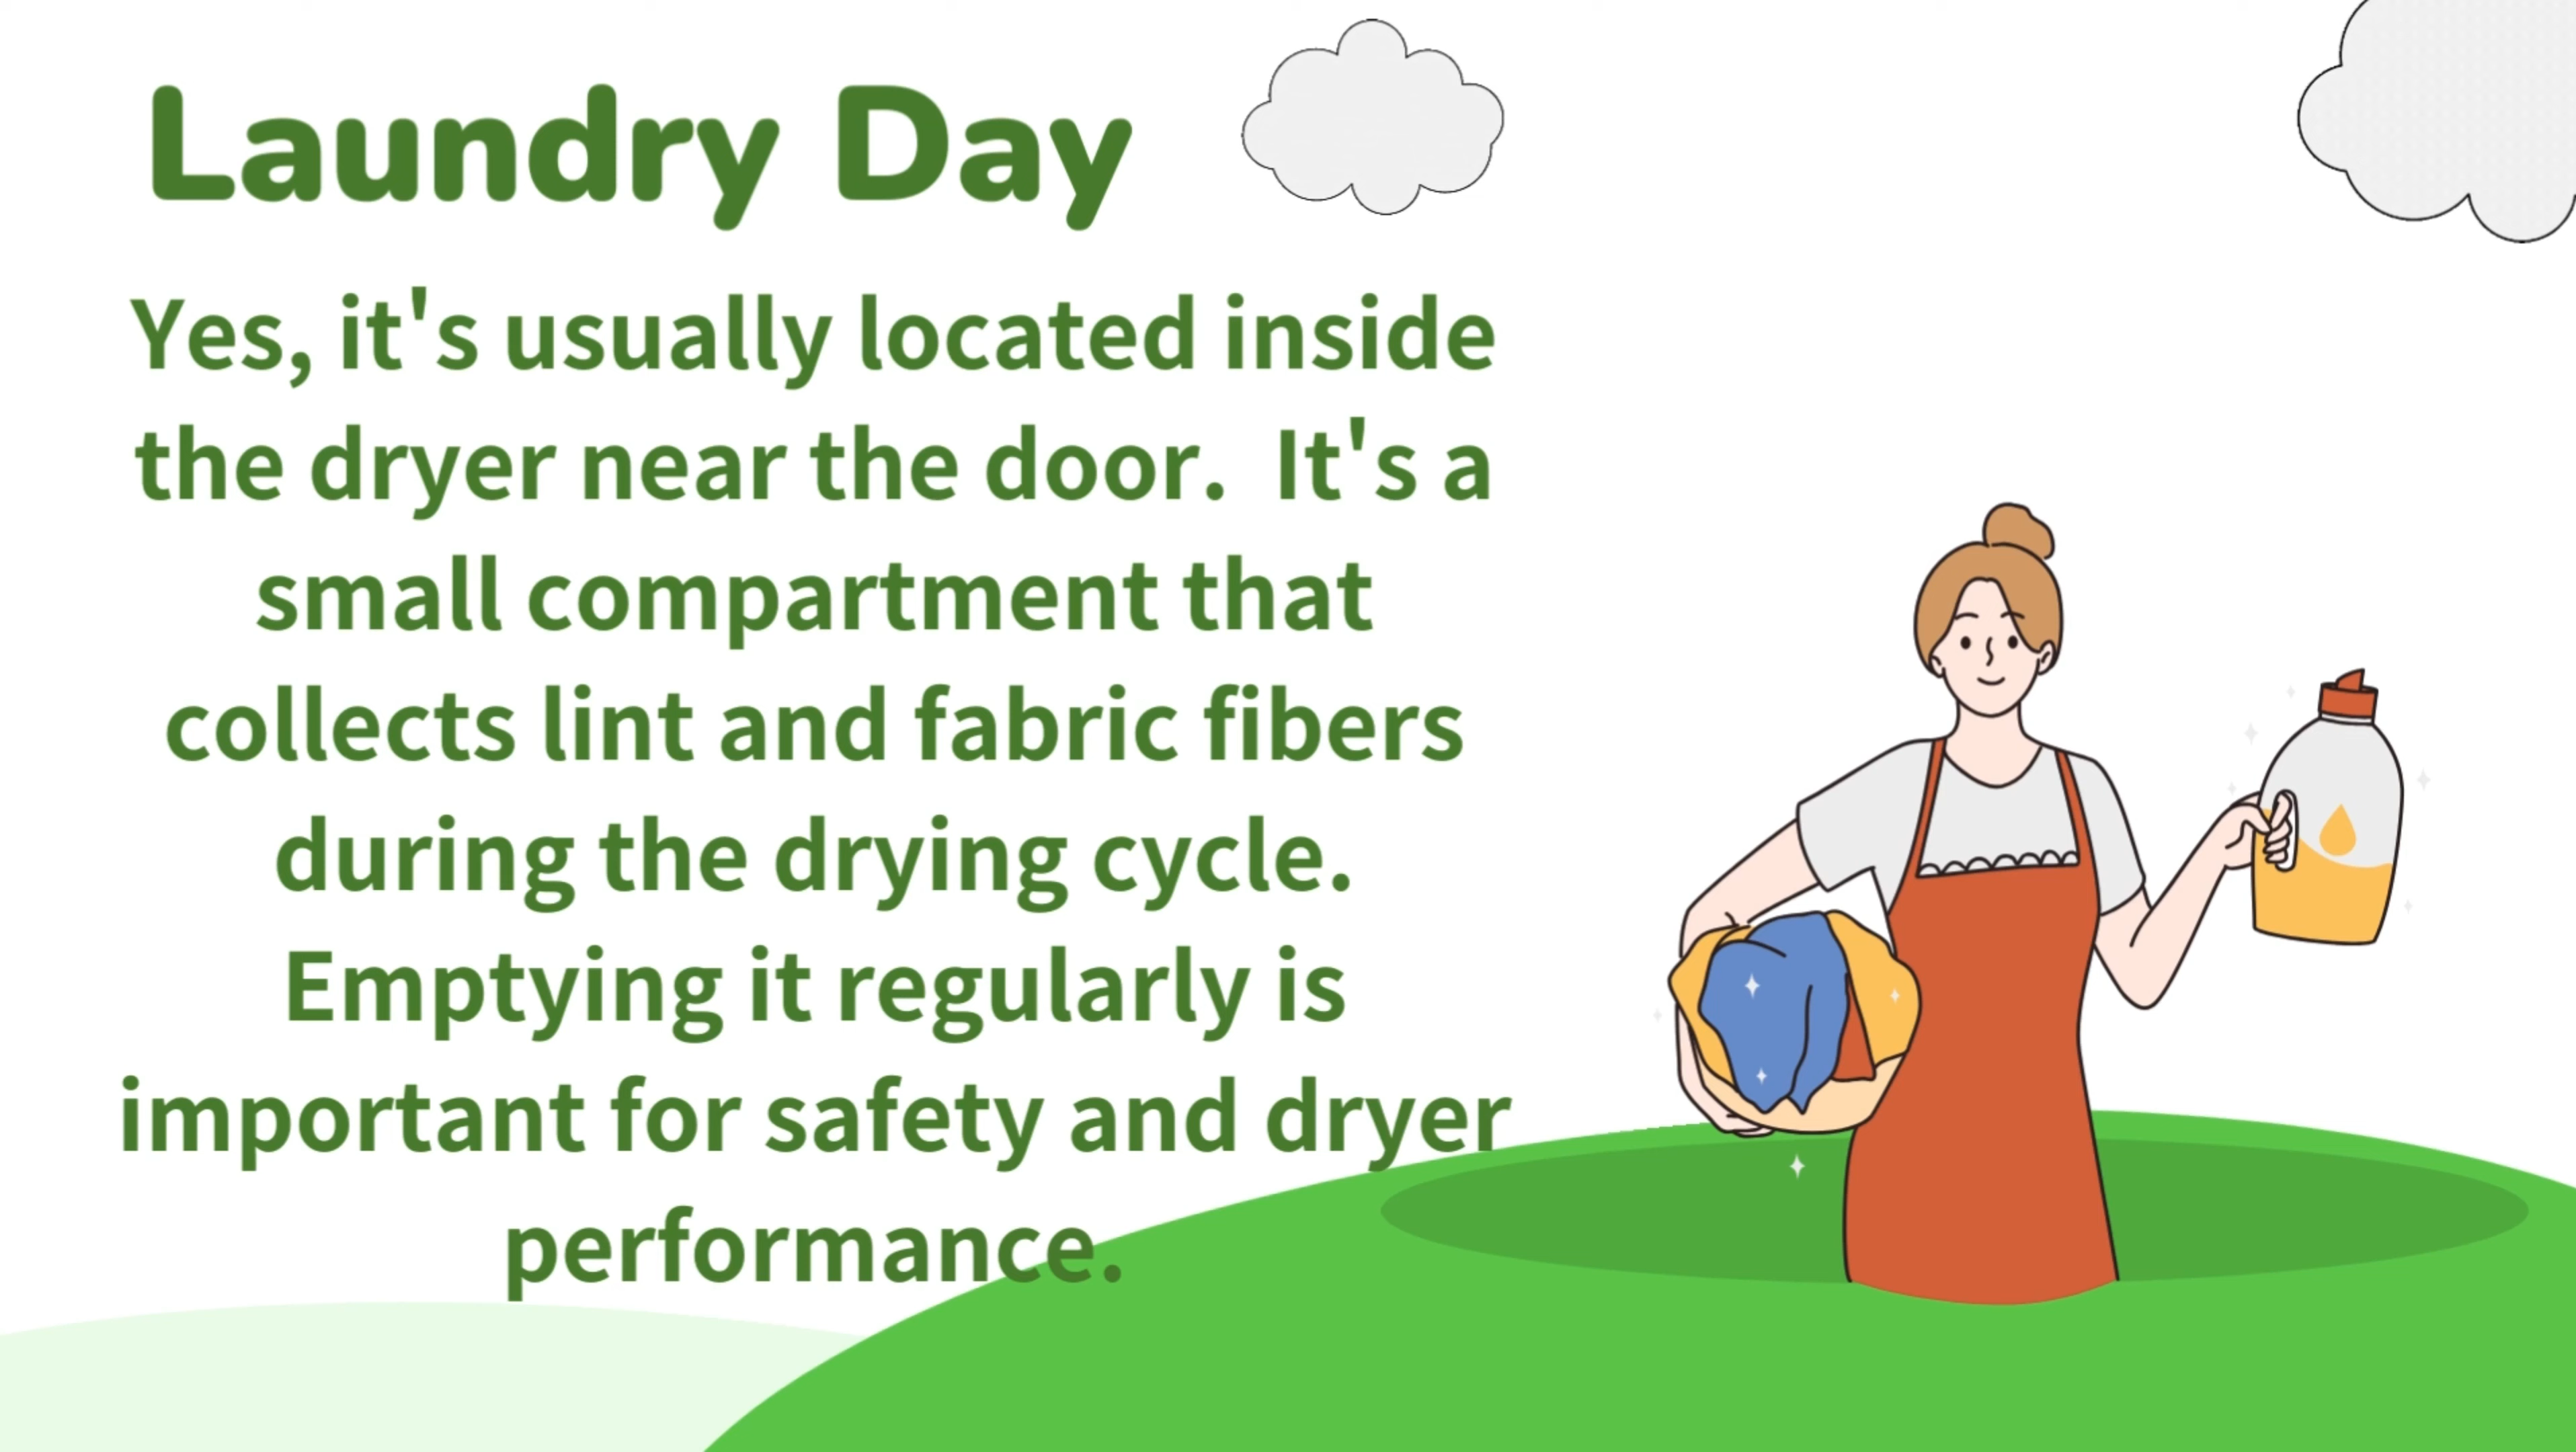 Laundry Day
Yes, it's usually located inside
the dryer near the door.  It's a
small compartment that
collects lint and fabric fibers
during the drying cycle.
Emptying it regularly is
important for safety and dryer
performance.